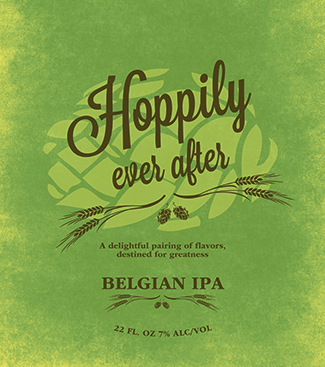 Hoppily
ever after
A delightful pairing of flavors,
destined for greatness
BELGIAN IPA
22 FL. OZ 7% ALC/VOL